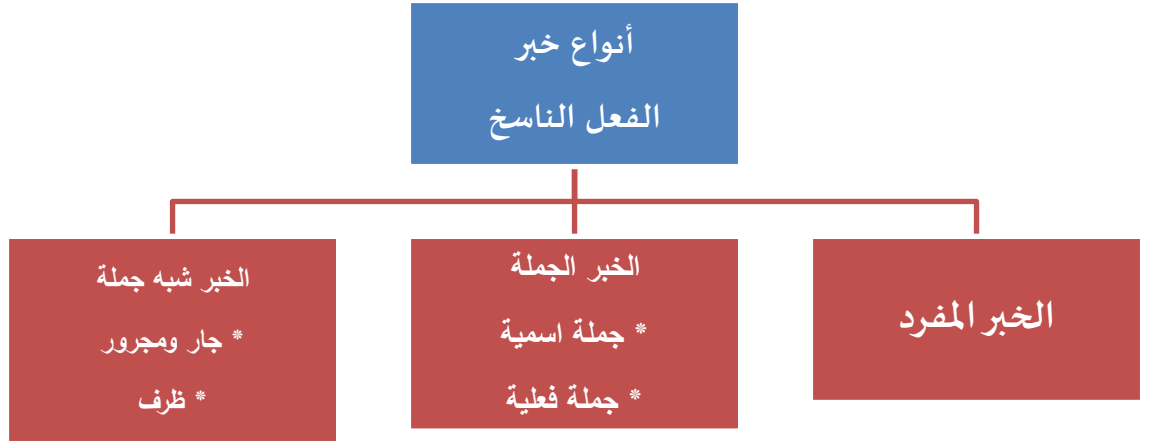 أنواع خبر
الفعل الناسخ
الخبر المفرد
الخبر الجملة
* جملة اسمية
* جملة فعلية
الخبر شبه جملة
* جار ومجرور
* ظرف